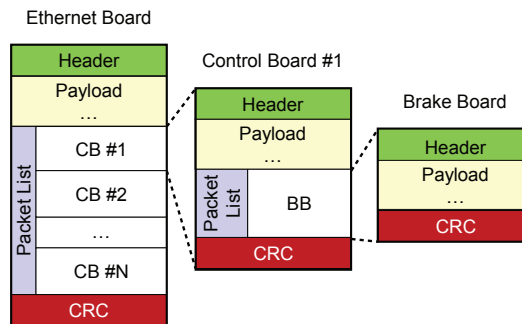 Ethernet Board
Header
Payload
...
Packet List
CB #1
CB #2
...
CB #N
CRC
Control Board #1
Header
Payload
...
Packet
List
BB
CRC
Brake Board
Header
Payload
...
CRC